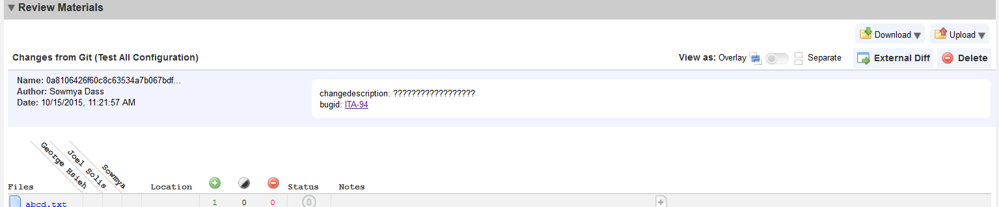 Review Materials
Download
Upload
Changes from Git (Test All Configuration)
View as: Overlay
Separate
External Diff
Delete
Name: 0a8106426f60c8c63534a7b067bdf...
Author: Sowmya Dass
Date: 10/15/2015, 11:21:57 AM
changedescription: ??????????????????
bugid: ITA-94
George Hsieh
Joel Solis
Sowmya
Files
Location
Status
Notes
abcd.txt
1
0
0
0